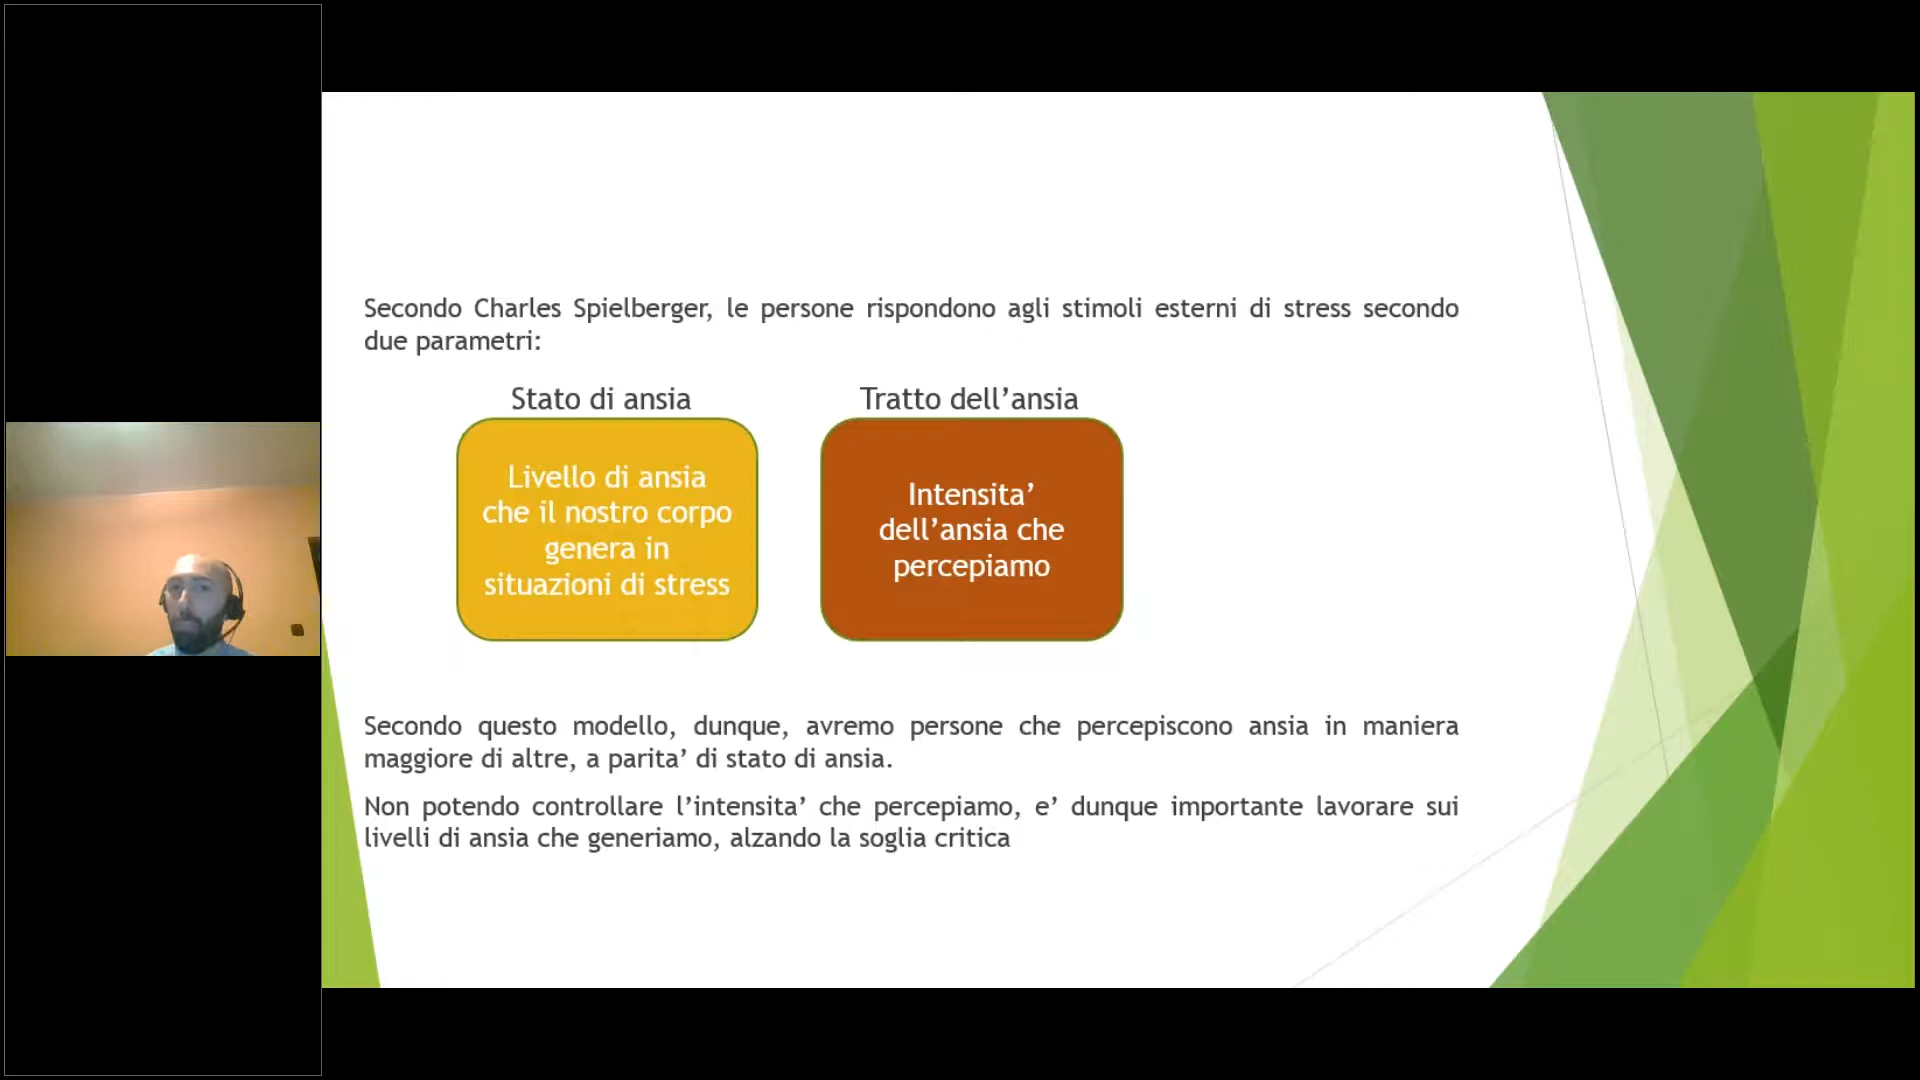 Secondo Charles Spielberger, le persone rispondono agli stimoli esterni di stress secondo
due parametri:
Stato di ansia
Livello di ansia
che il nostro corpo
genera in
situazioni di stress
Tratto dell’ansia
Intensita’
dell’ansia che
percepiamo
Secondo questo modello, dunque, avremo persone che percepiscono ansia in maniera
maggiore di altre, a parita’ di stato di ansia.
Non potendo controllare l’intensita’ che percepiamo, e’ dunque importante lavorare sui
livelli di ansia che generiamo, alzando la soglia critica